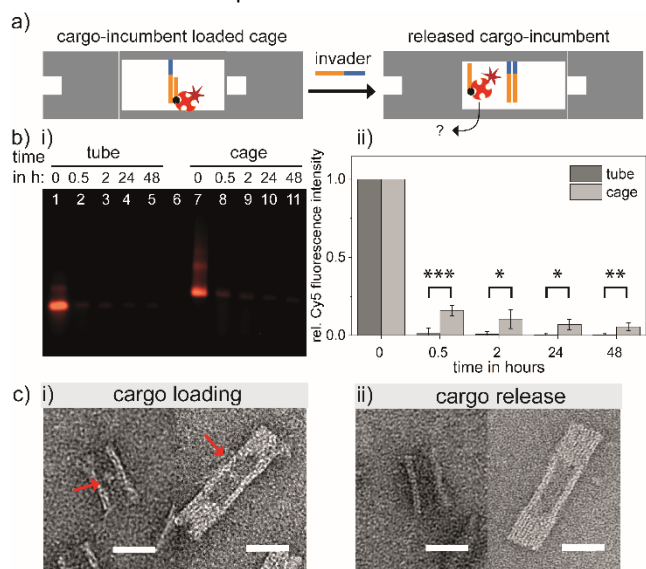 a)
cargo-incumbent loaded cage
invader
released cargo-incumbent
?
b) i)
time tube cage
in h: 0 0.5 2 24 48 0 0.5 2 24 48
1 2 3 4 5 6 7 8 9 10 11
ii)
rel. Cy5 fluorescence intensity
1.0
0.5
0.0
tube
cage
*** * * **
0 0.5 2 24 48
time in hours
c) i) cargo loading
ii) cargo release